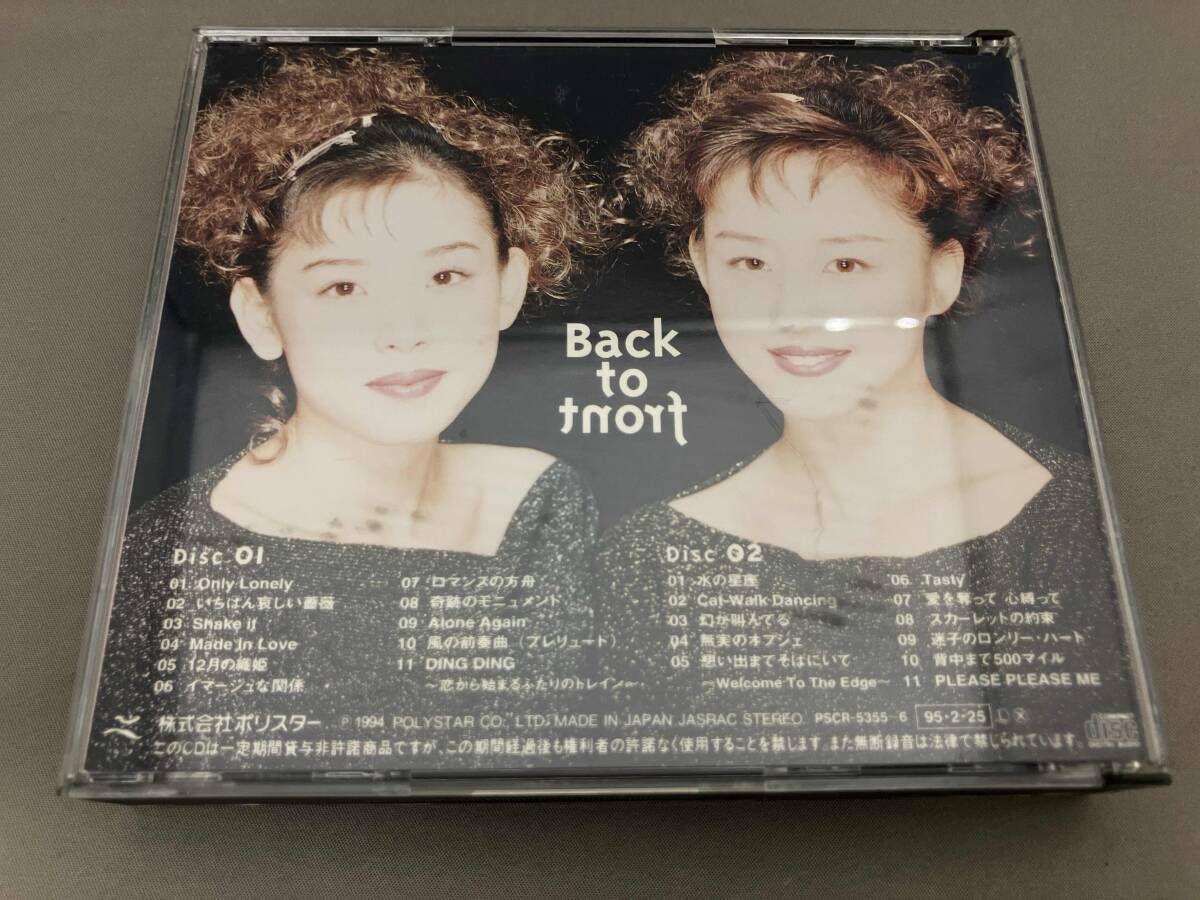 Back
to
front
Disc 01
01 Only Lonely
02 いちばん哀しい薔薇
03 Shake it
04 Made In Love
05 12月の織姫
06 イマージュな関係
07 ロマンスの方舟
08 奇跡のモニュメント
09 Alone Again
10 風の前奏曲(プレリュード)
11 DING DING
〜恋から始まるふたりのトレイン〜
Disc 02
01 水の星座
02 Cat-Walk Dancing
03 幻が叫んでる
04 無実のオブジェ
05 想い出までそばにいて
〜Welcome To The Edge〜
06 Tasty
07 愛を奪って 心縛って
08 スカーレットの約束
09 迷子のロンリー・ハート
10 背中まで500マイル
11 PLEASE PLEASE ME
株式会社ポリスター ℗ 1994 POLYSTAR CO., LTD. MADE IN JAPAN JASRAC STEREO PSCR-5355-6 95・2・25 L X
このCDは一定期間貸与非許諾商品ですが、この期間経過後も権利者の許諾なく使用することを禁じます。また無断録音は法律で禁じられています。
disc